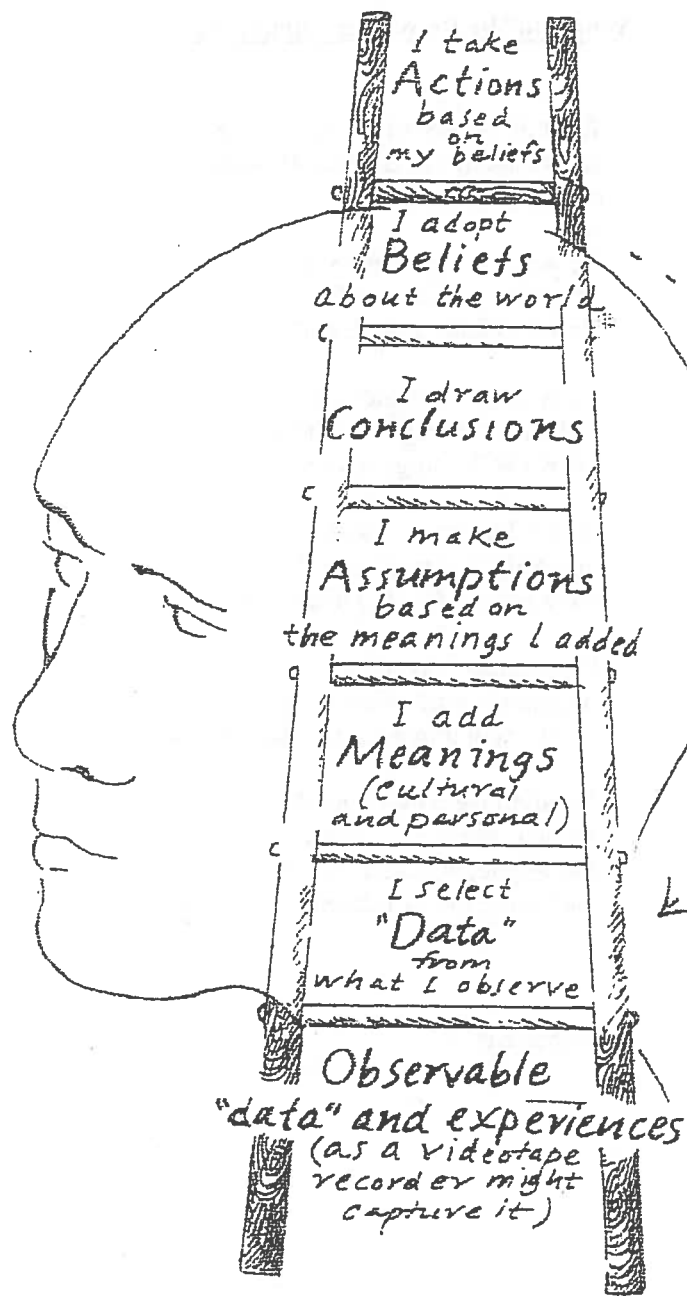 I take
Actions
based
on
my beliefs
I adopt
Beliefs
about the world
I draw
Conclusions
I make
Assumptions
based on
the meanings I added
I add
Meanings
(cultural
and personal)
I select
"Data"
from
what I observe
Observable
"data" and experiences
(as a videotape
recorder might
capture it)